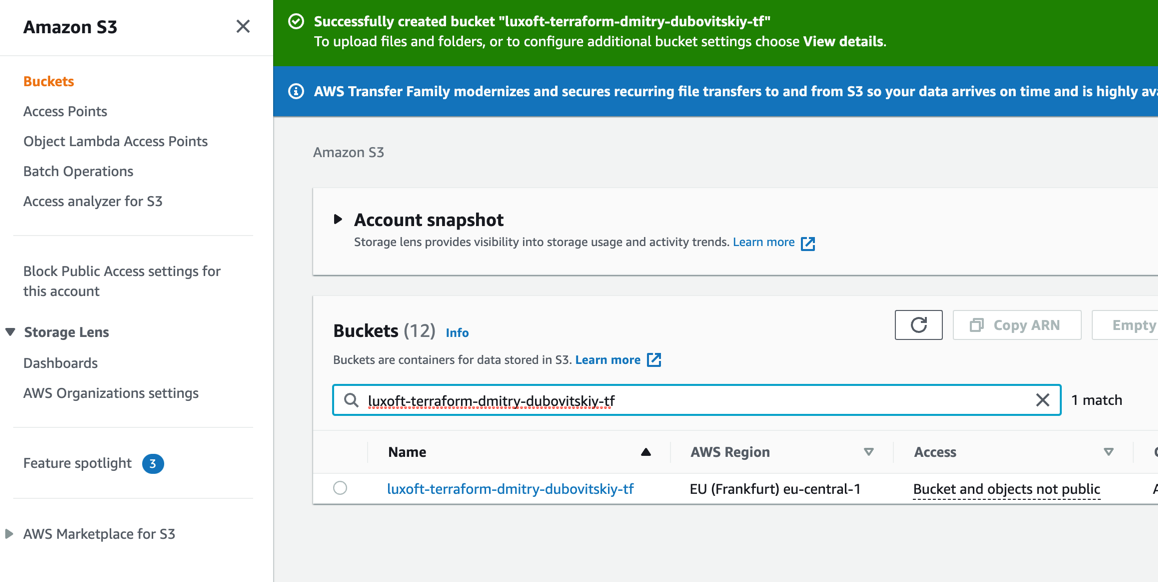 Amazon S3
Buckets
Access Points
Object Lambda Access Points
Batch Operations
Access analyzer for S3
Block Public Access settings for
this account
Storage Lens
Dashboards
AWS Organizations settings
Feature spotlight 3
AWS Marketplace for S3
Successfully created bucket "luxoft-terraform-dmitry-dubovitskiy-tf"
To upload files and folders, or to configure additional bucket settings choose View details.
AWS Transfer Family modernizes and secures recurring file transfers to and from S3 so your data arrives on time and is highly
Amazon S3
Account snapshot
Storage lens provides visibility into storage usage and activity trends. Learn more
Buckets (12) Info
Copy ARN
Empty
Buckets are containers for data stored in S3. Learn more
luxoft-terraform-dmitry-dubovitskiy-tf
1 match
Name AWS Region Access
luxoft-terraform-dmitry-dubovitskiy-tf EU (Frankfurt) eu-central-1 Bucket and objects not public